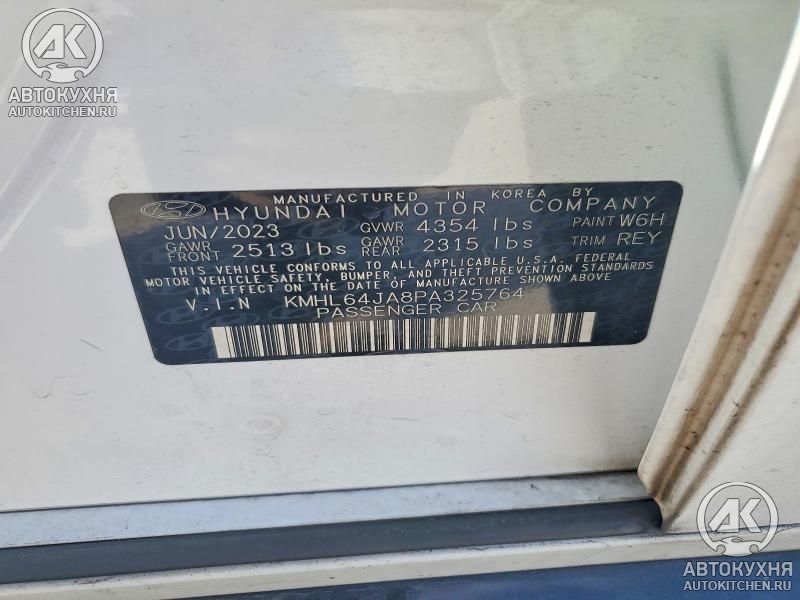 AK
АВТОКУХНЯ
AUTOKITCHEN.RU
MANUFACTURED IN KOREA BY
HYUNDAI MOTOR COMPANY
JUN/2023 GVWR 4354 lbs PAINT W6H
GAWR FRONT 2513 lbs GAWR REAR 2315 lbs TRIM REY
THIS VEHICLE CONFORMS TO ALL APPLICABLE U.S.A. FEDERAL
MOTOR VEHICLE SAFETY, BUMPER, AND THEFT PREVENTION STANDARDS
IN EFFECT ON THE DATE OF MANUFACTURE SHOWN ABOVE.
V.I.N KMHL64JA8PA325764
PASSENGER CAR
AK
АВТОКУХНЯ
AUTOKITCHEN.RU